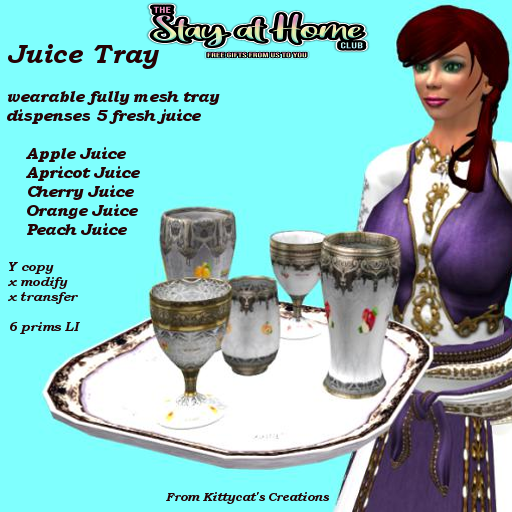 THE
Stay at Home
CLUB
FREE GIFTS FROM US TO YOU
Juice Tray
wearable fully mesh tray
dispenses 5 fresh juice
Apple Juice
Apricot Juice
Cherry Juice
Orange Juice
Peach Juice
Y copy
x modify
x transfer
6 prims LI
From Kittycat's Creations